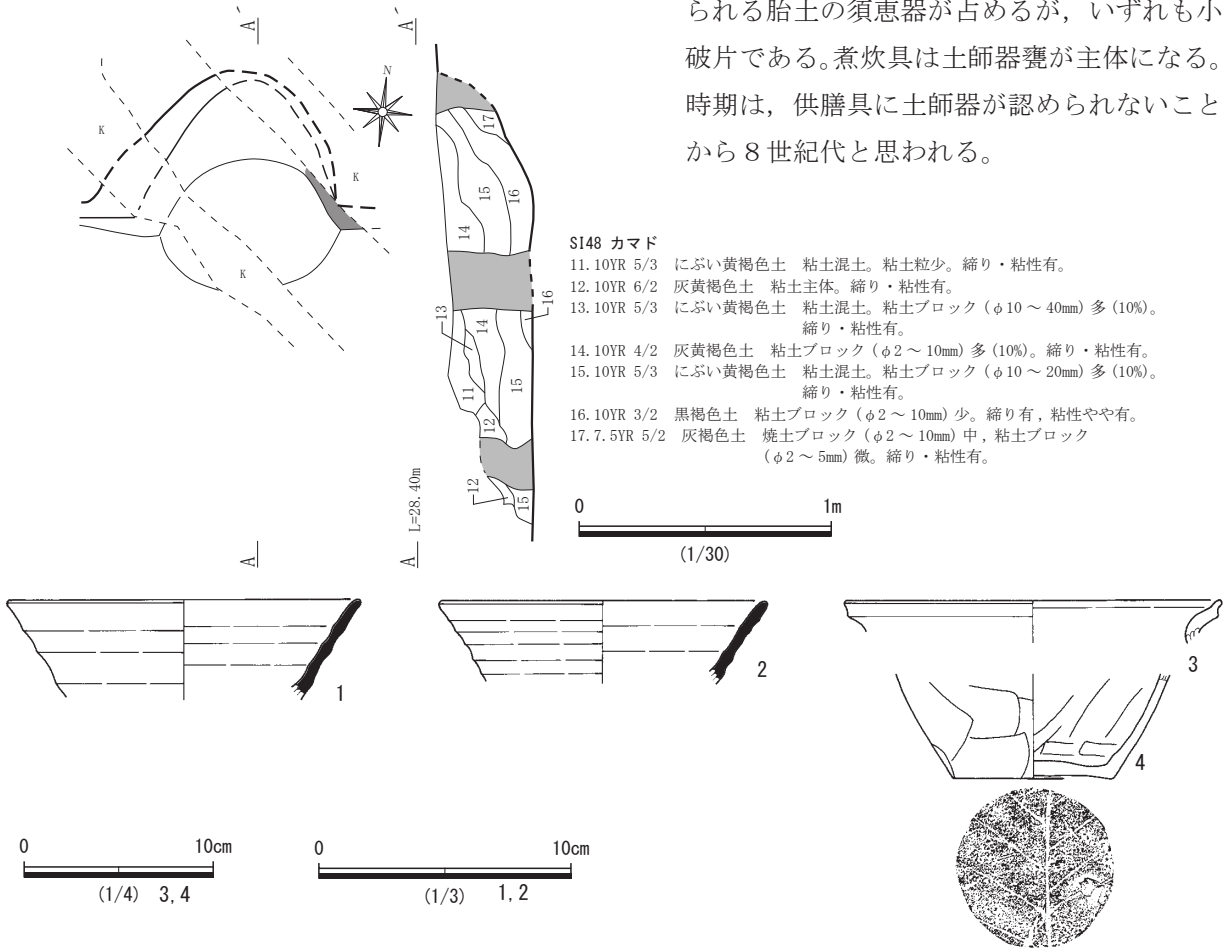 られる胎土の須恵器が占めるが，いずれも小
破片である。煮炊具は土師器甕が主体になる。
時期は，供膳具に土師器が認められないこと
から８世紀代と思われる。
A
A
N
K
K
K
17
15
16
14
16
13
14
15
11
12
12
15
L=28.40m
A
A
SI48 カマド
11.10YR 5/3 にぶい黄褐色土 粘土混土。粘土粒少。締り・粘性有。
12.10YR 6/2 灰黄褐色土 粘土主体。締り・粘性有。
13.10YR 5/3 にぶい黄褐色土 粘土混土。粘土ブロック（φ10～40mm）多（10%）。
締り・粘性有。
14.10YR 4/2 灰黄褐色土 粘土ブロック（φ2～10mm）多（10%）。締り・粘性有。
15.10YR 5/3 にぶい黄褐色土 粘土混土。粘土ブロック（φ10～20mm）多（10%）。
締り・粘性有。
16.10YR 3/2 黒褐色土 粘土ブロック（φ2～10mm）少。締り有，粘性やや有。
17.7.5YR 5/2 灰褐色土 焼土ブロック（φ2～10mm）中，粘土ブロック
（φ2～5mm）微。締り・粘性有。
0 1m
(1/30)
1
2
3
4
0 10cm
(1/4) 3,4
0 10cm
(1/3) 1,2